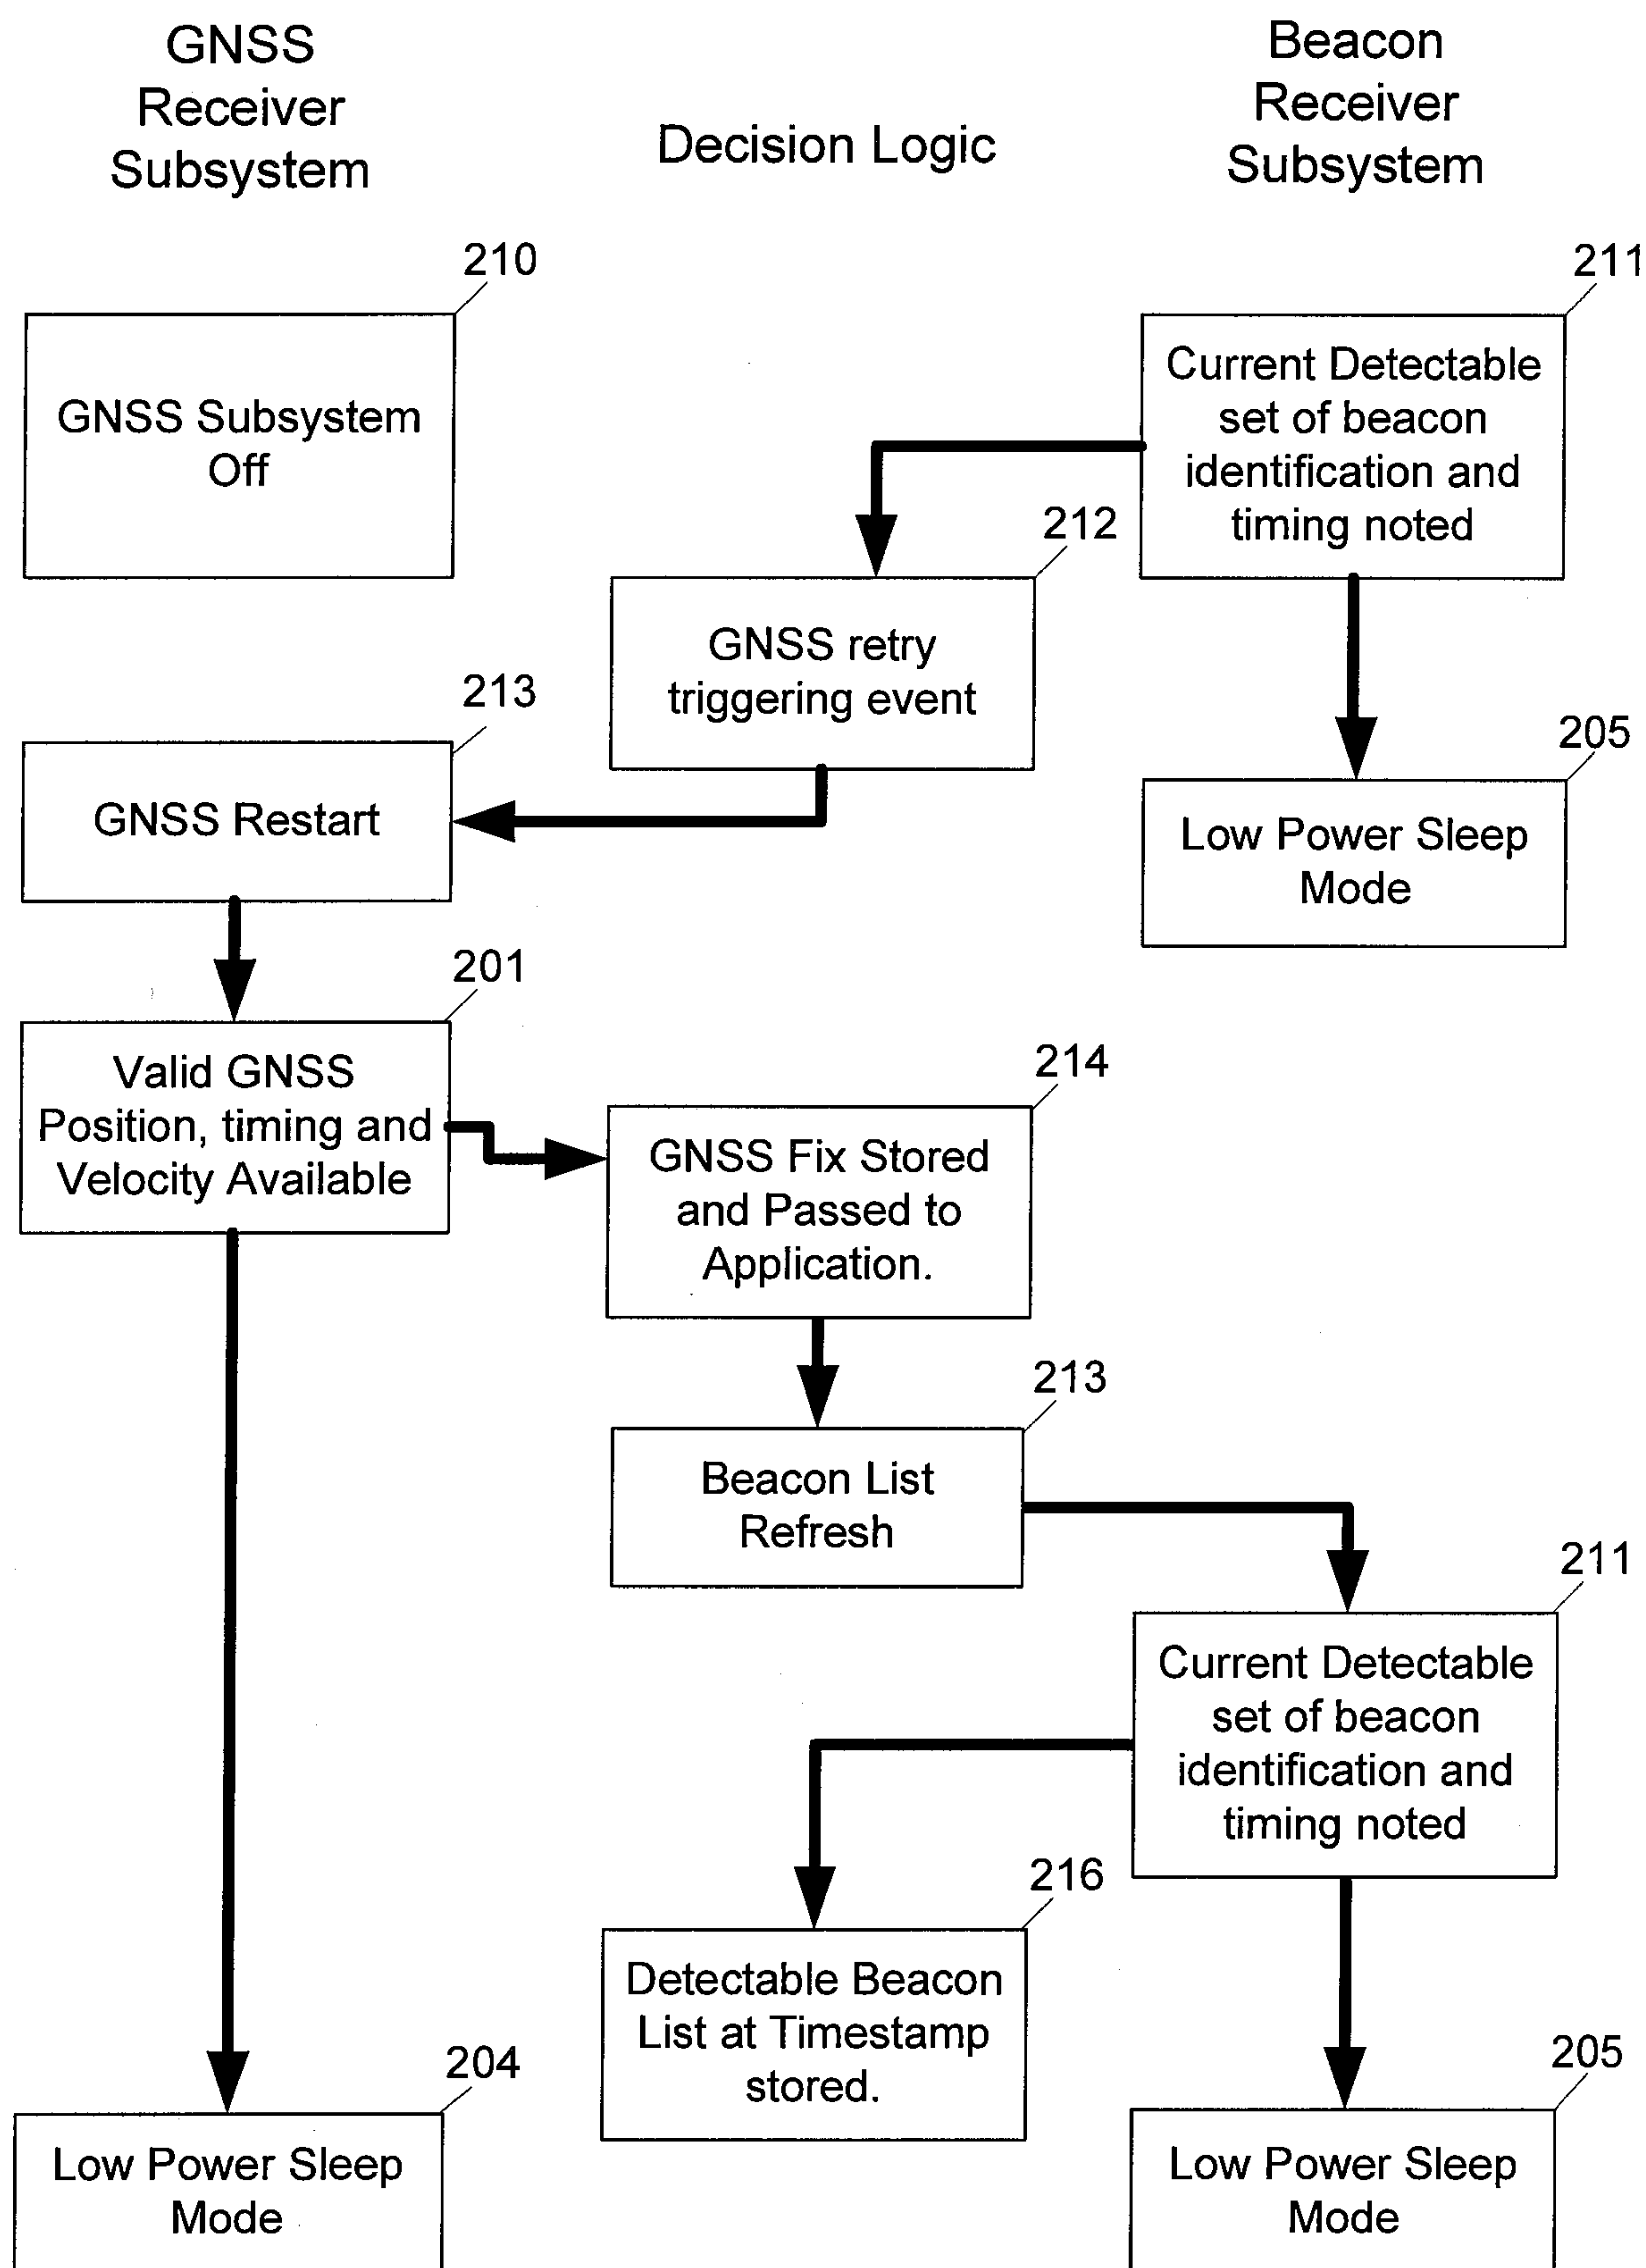 GNSS
Receiver
Subsystem
Decision Logic
Beacon
Receiver
Subsystem
210
GNSS Subsystem
Off
211
Current Detectable
set of beacon
identification and
timing noted
212
GNSS retry
triggering event
213
GNSS Restart
205
Low Power Sleep
Mode
201
Valid GNSS
Position, timing and
Velocity Available
214
GNSS Fix Stored
and Passed to
Application.
213
Beacon List
Refresh
211
Current Detectable
set of beacon
identification and
timing noted
216
Detectable Beacon
List at Timestamp
stored.
204
Low Power Sleep
Mode
205
Low Power Sleep
Mode